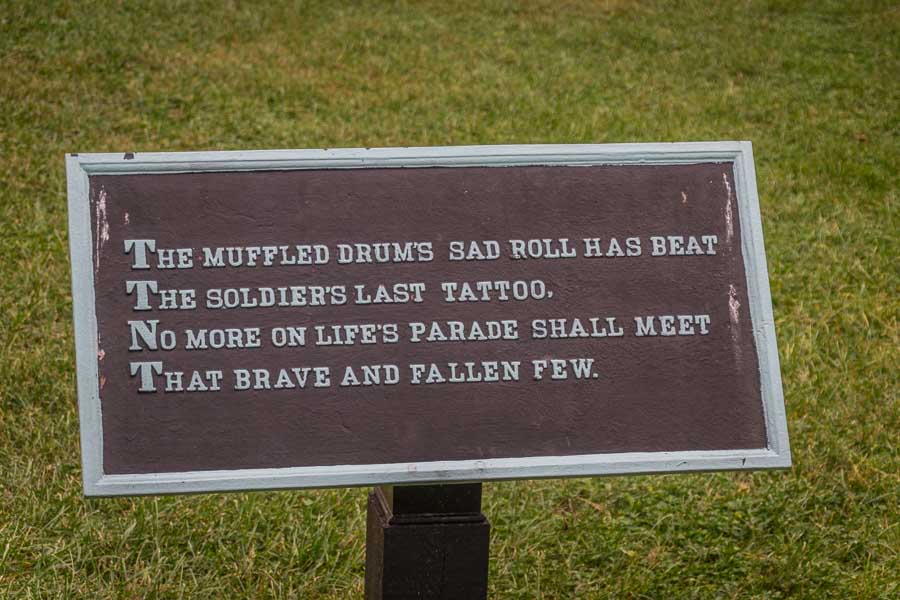 THE MUFFLED DRUM'S SAD ROLL HAS BEAT
THE SOLDIER'S LAST TATTOO,
NO MORE ON LIFE'S PARADE SHALL MEET
THAT BRAVE AND FALLEN FEW.